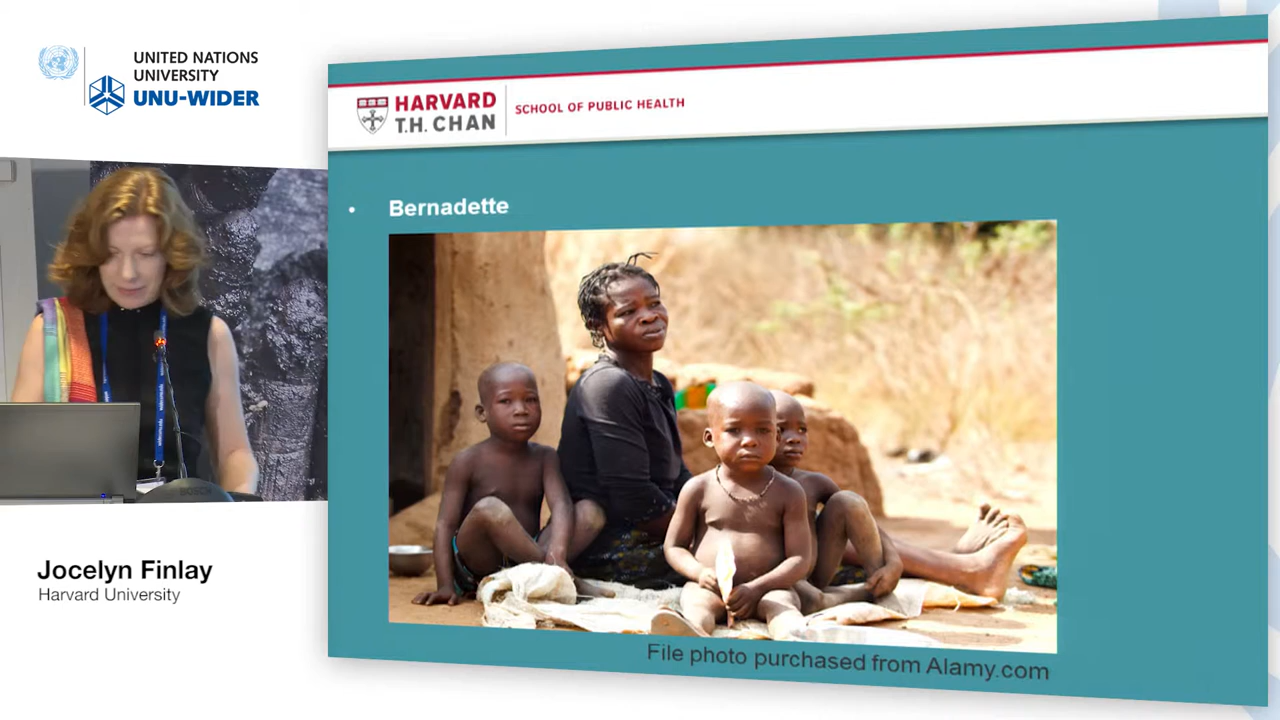 UNITED NATIONS
UNIVERSITY
UNU-WIDER
HARVARD
T.H. CHAN
SCHOOL OF PUBLIC HEALTH
• Bernadette
BOSCH
Jocelyn Finlay
Harvard University
File photo purchased from Alamy.com